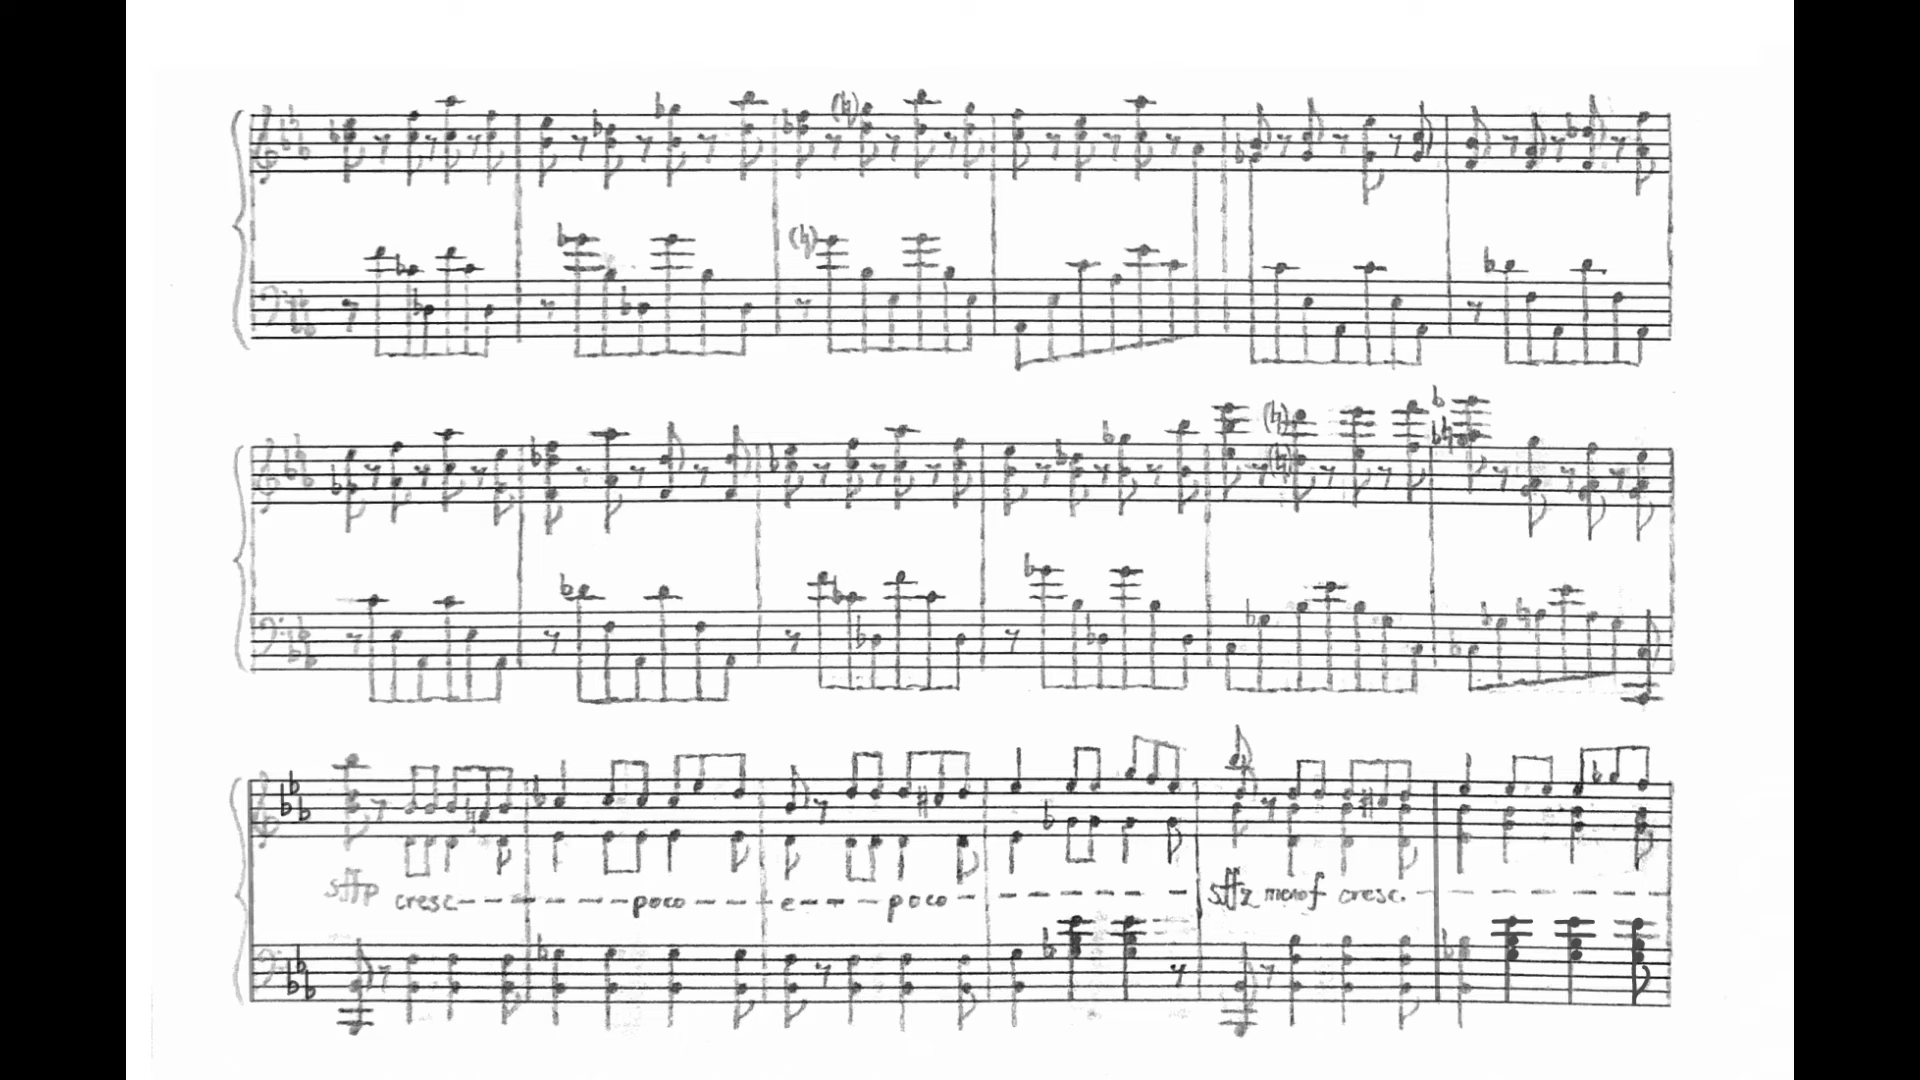 sffp cresc----- poco --- e---- poco ------- sffz meno f cresc. -----